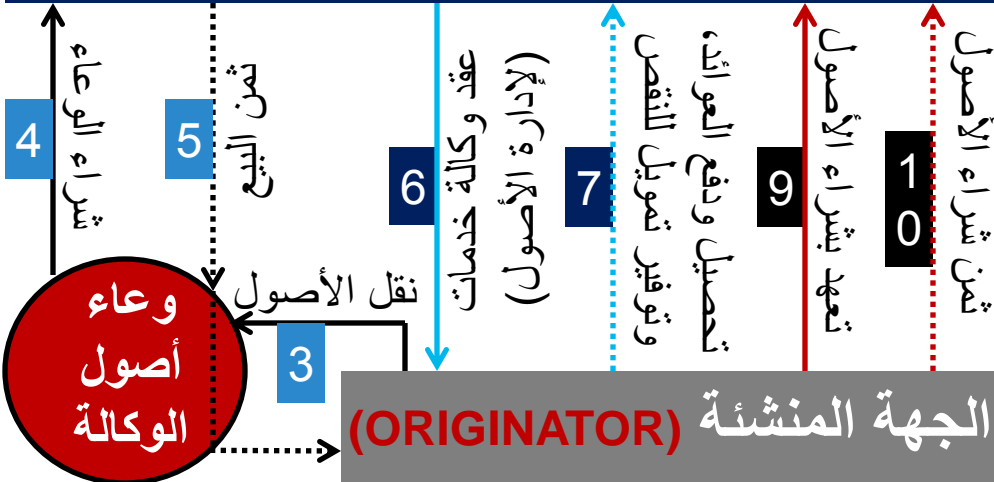 4
شراء الوعاء
5
ثمن البيع
6
عقد وكالة خدمات
(لإدارة الأصول)
7
تحصيل ودفع العوائد،
وتوفير تمويل للنقص
9
تعهد بشراء الأصول
10
ثمن شراء الأصول
نقل الأصول
3
وعاء
أصول
الوكالة
الجهة المنشئة (ORIGINATOR)